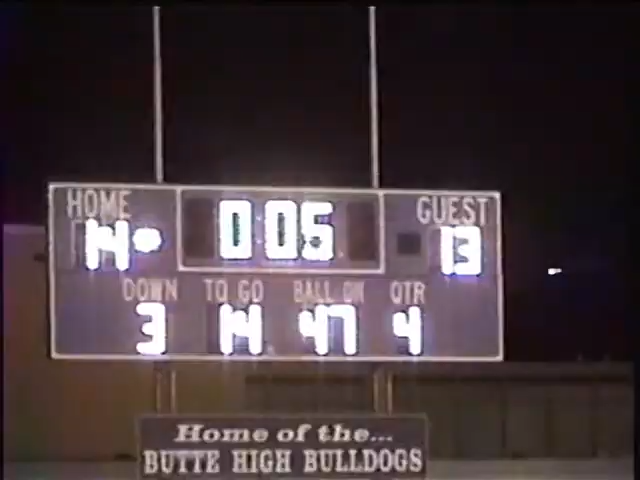 HOME GUEST
14 0:05 13
DOWN TO GO BALL ON QTR
3 14 47 4
Home of the...
BUTTE HIGH BULLDOGS